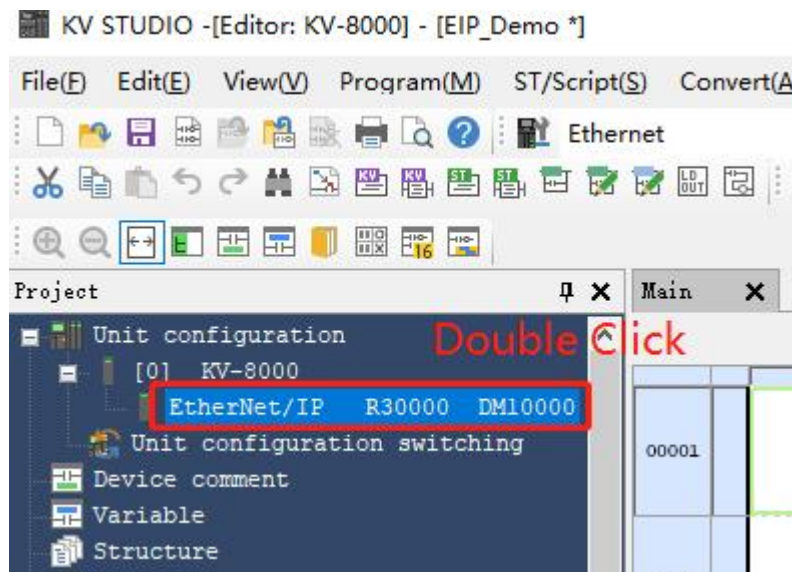 KV STUDIO -[Editor: KV-8000] - [EIP_Demo *]
File(F) Edit(E) View(V) Program(M) ST/Script(S) Convert(A
Ethernet
Project
Main
Double Click
Unit configuration
[0] KV-8000
EtherNet/IP R30000 DM10000
Unit configuration switching
00001
Device comment
Variable
Structure